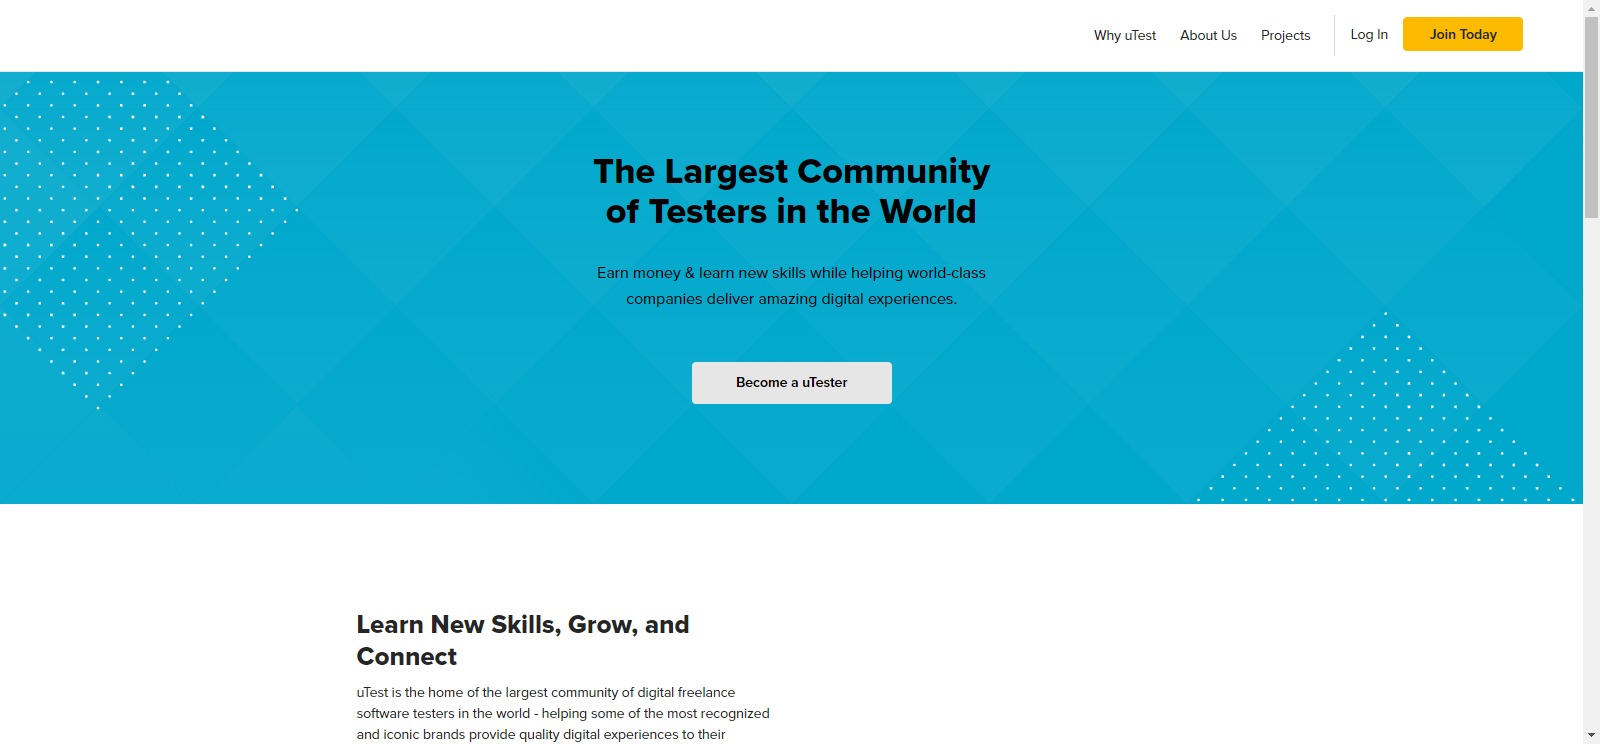 Why uTest About Us Projects Log In Join Today
The Largest Community
of Testers in the World
Earn money & learn new skills while helping world-class
companies deliver amazing digital experiences.
Become a uTester
Learn New Skills, Grow, and
Connect
uTest is the home of the largest community of digital freelance
software testers in the world - helping some of the most recognized
and iconic brands provide quality digital experiences to their